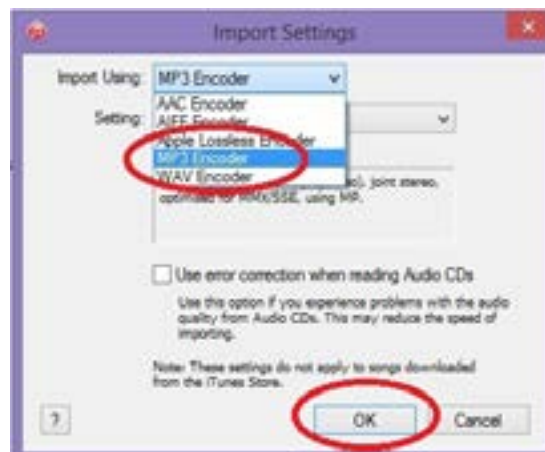 Import Settings
Import Using: MP3 Encoder
AAC Encoder
AIFF Encoder
Setting:
Apple Lossless Encoder
MP3 Encoder
WAV Encoder
joint stereo,
optimized for MMX/SSE, using MP.
Use error correction when reading Audio CDs
Use this option if you experience problems with the audio
quality from Audio CDs. This may reduce the speed of
importing.
Note: These settings do not apply to songs downloaded
from the iTunes Store.
?
OK
Cancel